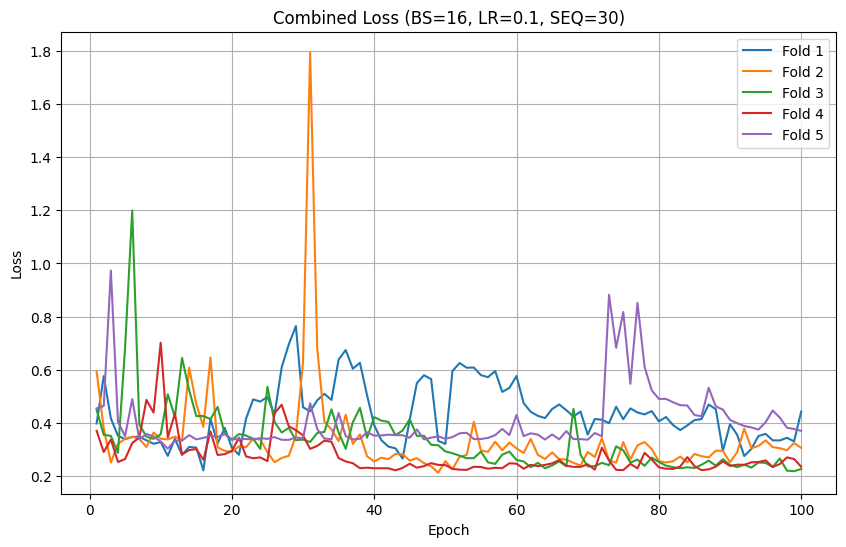 Combined Loss (BS=16, LR=0.1, SEQ=30)
Loss
1.8
1.6
1.4
1.2
1.0
0.8
0.6
0.4
0.2
0
20
40
60
80
100
Epoch
Fold 1
Fold 2
Fold 3
Fold 4
Fold 5